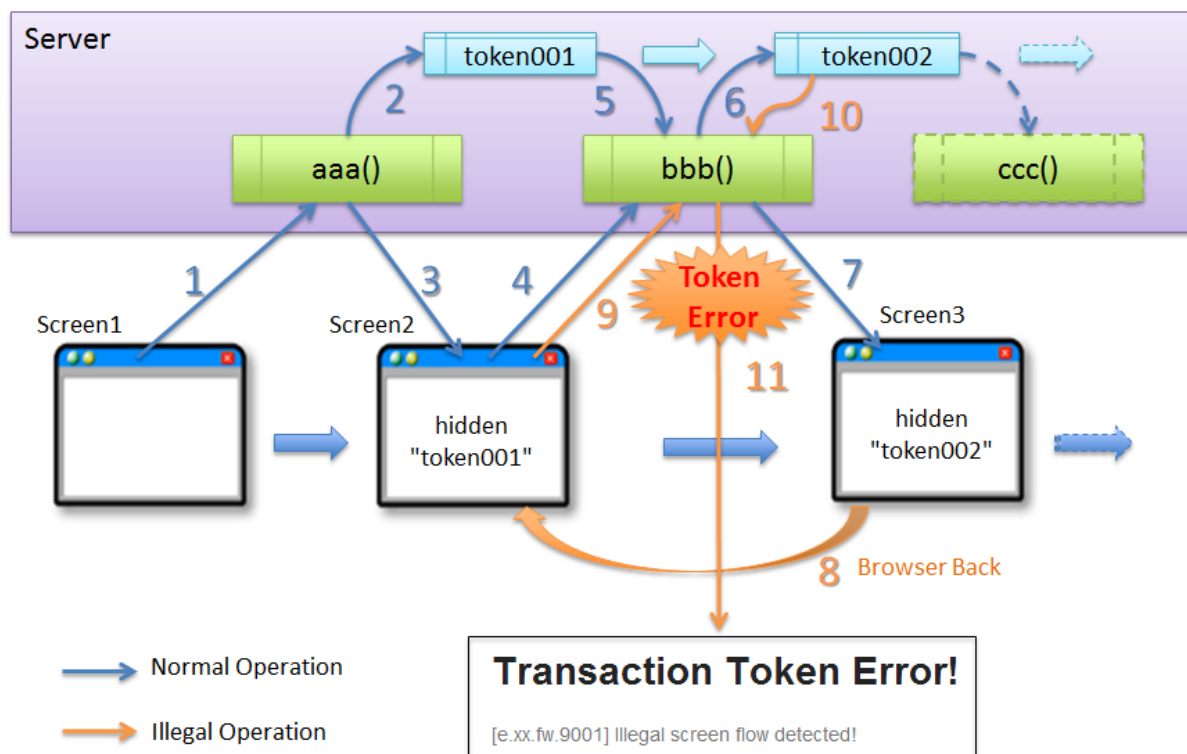 Server
token001
token002
2
5
6
10
aaa()
bbb()
ccc()
1
3
4
9
Token
Error
7
Screen1
Screen2
Screen3
11
hidden
"token001"
hidden
"token002"
8
Browser Back
Normal Operation
Illegal Operation
Transaction Token Error!
[e.xx.fw.9001] Illegal screen flow detected!